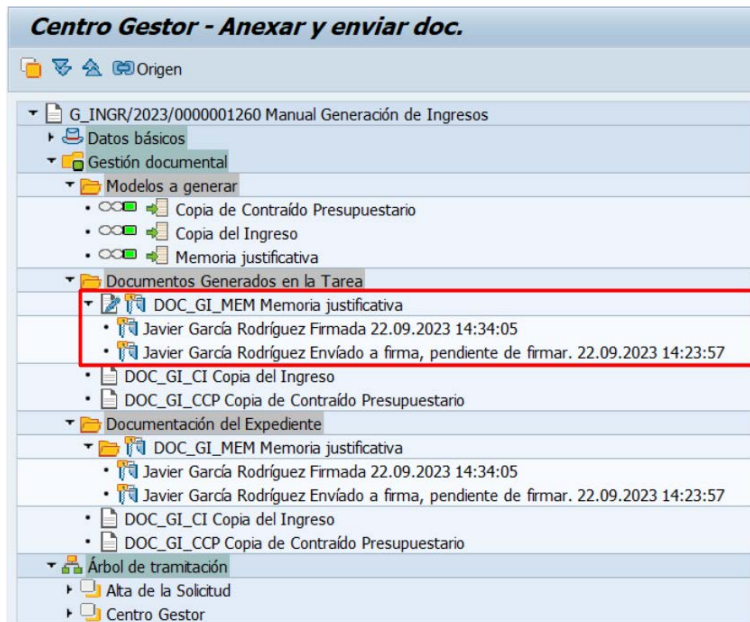 Centro Gestor - Anexar y enviar doc.
Origen
G_INGR/2023/0000001260 Manual Generación de Ingresos
Datos básicos
Gestión documental
Modelos a generar
Copia de Contraído Presupuestario
Copia del Ingreso
Memoria justificativa
Documentos Generados en la Tarea
DOC_GI_MEM Memoria justificativa
Javier García Rodríguez Firmada 22.09.2023 14:34:05
Javier García Rodríguez Envíado a firma, pendiente de firmar. 22.09.2023 14:23:57
DOC_GI_CI Copia del Ingreso
DOC_GI_CCP Copia de Contraído Presupuestario
Documentación del Expediente
DOC_GI_MEM Memoria justificativa
Javier García Rodríguez Firmada 22.09.2023 14:34:05
Javier García Rodríguez Envíado a firma, pendiente de firmar. 22.09.2023 14:23:57
DOC_GI_CI Copia del Ingreso
DOC_GI_CCP Copia de Contraído Presupuestario
Árbol de tramitación
Alta de la Solicitud
Centro Gestor